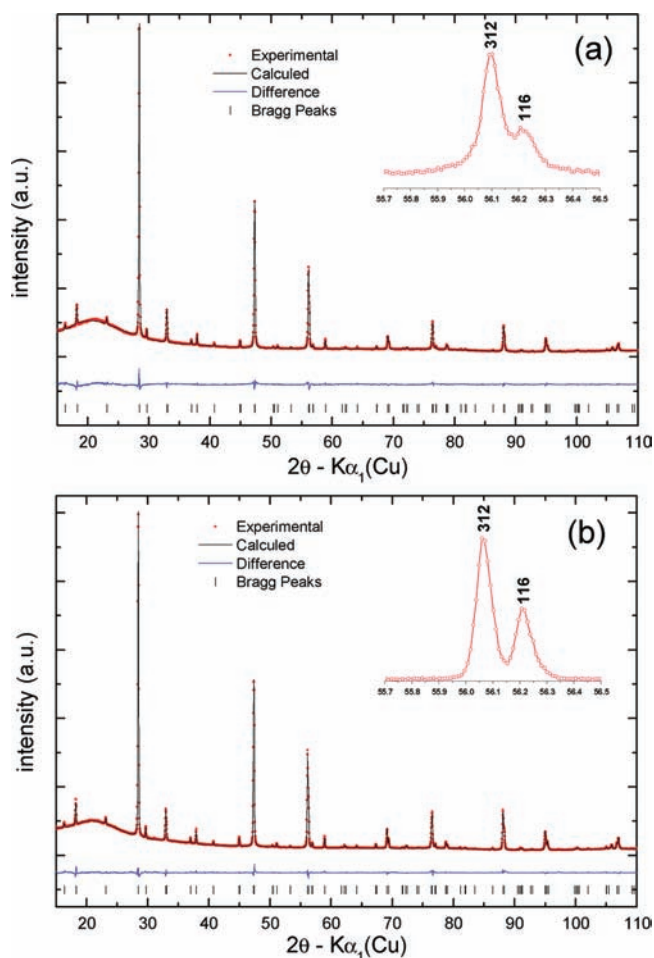 (a)
312
116
Experimental
Calculed
Difference
Bragg Peaks
55.7 55.8 55.9 56.0 56.1 56.2 56.3 56.4 56.5
intensity (a.u.)
20 30 40 50 60 70 80 90 100 110
2θ - Kα1(Cu)
(b)
312
116
Experimental
Calculed
Difference
Bragg Peaks
55.7 55.8 55.9 56.0 56.1 56.2 56.3 56.4 56.5
intensity (a.u.)
20 30 40 50 60 70 80 90 100 110
2θ - Kα1(Cu)